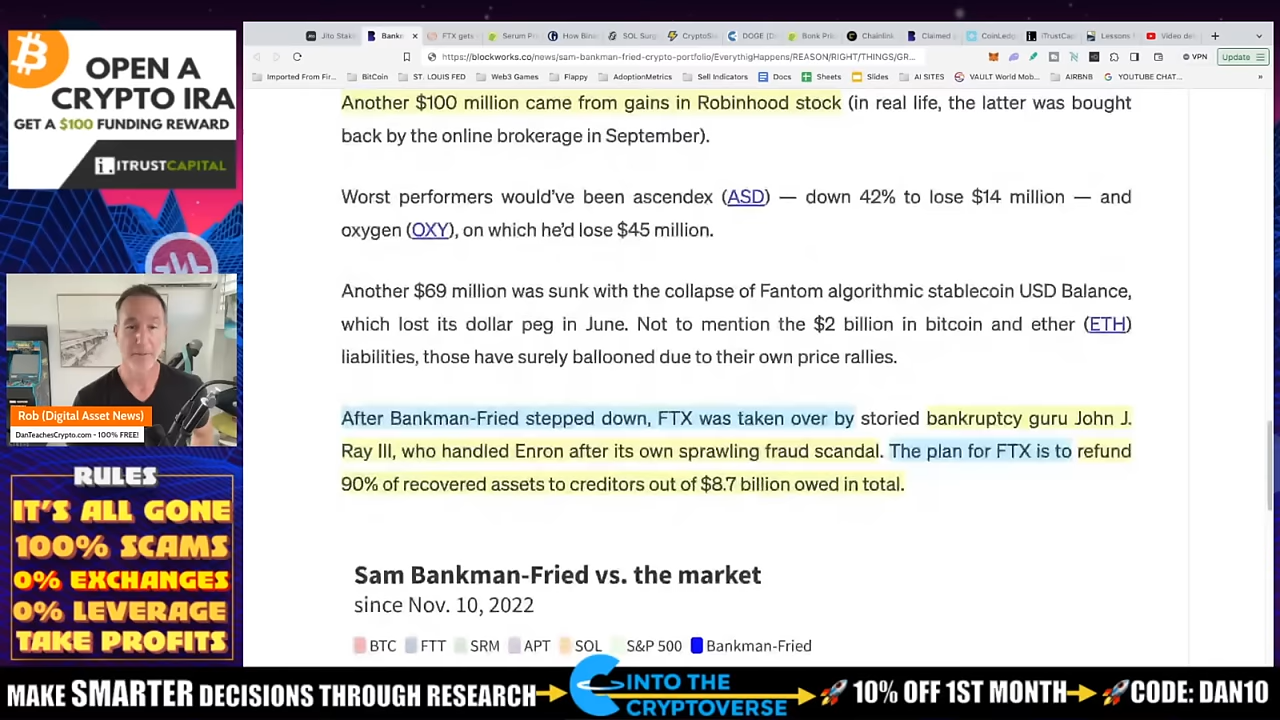 OPEN A
CRYPTO IRA
GET A $100 FUNDING REWARD
i. iTRUSTCAPITAL
Rob (Digital Asset News)
DanTeachesCrypto.com - 100% FREE!
RULES
IT'S ALL GONE
100% SCAMS
0% EXCHANGES
0% LEVERAGE
TAKE PROFITS
Jito Stak
Bankm
FTX gets
Serum Pr
How Bina
SOL Surg
CryptoSla
DOGE (D
Bonk Pric
Chainlink
Claimed
CoinLedg
iTrustCap
Lessons
Video det
https://blockworks.co/news/sam-bankman-fried-crypto-portfolio/EverythigHappens/REASON/RIGHT/THINGS/GR...
VPN
Update
Imported From Fir...
BitCoin
ST. LOUIS FED
Web3 Games
Flappy
AdoptionMetrics
Sell Indicators
Docs
Sheets
Slides
AI SITES
VAULT World Mob...
AIRBNB
YOUTUBE CHAT...
Another $100 million came from gains in Robinhood stock (in real life, the latter was bought
back by the online brokerage in September).
Worst performers would've been ascendex (ASD) — down 42% to lose $14 million — and
oxygen (OXY), on which he'd lose $45 million.
Another $69 million was sunk with the collapse of Fantom algorithmic stablecoin USD Balance,
which lost its dollar peg in June. Not to mention the $2 billion in bitcoin and ether (ETH)
liabilities, those have surely ballooned due to their own price rallies.
After Bankman-Fried stepped down, FTX was taken over by storied bankruptcy guru John J.
Ray III, who handled Enron after its own sprawling fraud scandal. The plan for FTX is to refund
90% of recovered assets to creditors out of $8.7 billion owed in total.
Sam Bankman-Fried vs. the market
since Nov. 10, 2022
BTC FTT SRM APT SOL S&P 500 Bankman-Fried
MAKE SMARTER DECISIONS THROUGH RESEARCH
INTO THE
CRYPTOVERSE
10% OFF 1ST MONTH
CODE: DAN10